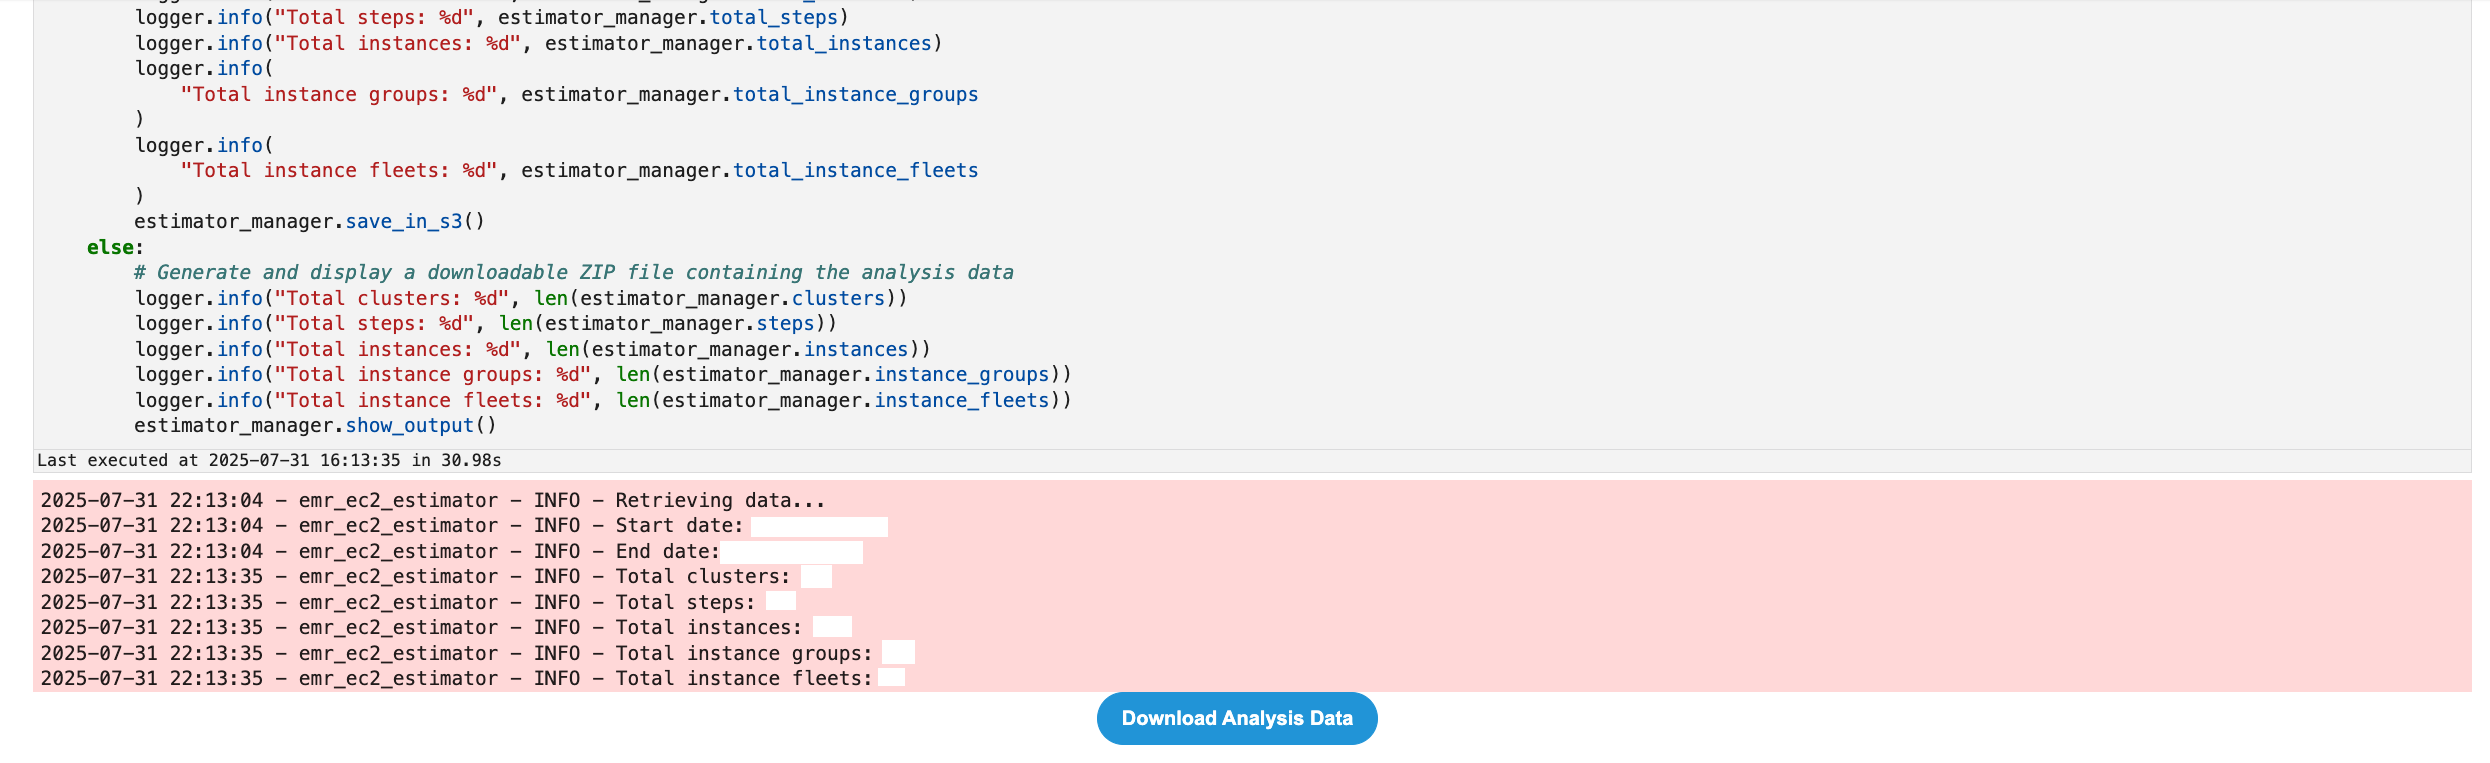 logger.info("Total steps: %d", estimator_manager.total_steps)
logger.info("Total instances: %d", estimator_manager.total_instances)
logger.info(
"Total instance groups: %d", estimator_manager.total_instance_groups
)
logger.info(
"Total instance fleets: %d", estimator_manager.total_instance_fleets
)
estimator_manager.save_in_s3()
else:
# Generate and display a downloadable ZIP file containing the analysis data
logger.info("Total clusters: %d", len(estimator_manager.clusters))
logger.info("Total steps: %d", len(estimator_manager.steps))
logger.info("Total instances: %d", len(estimator_manager.instances))
logger.info("Total instance groups: %d", len(estimator_manager.instance_groups))
logger.info("Total instance fleets: %d", len(estimator_manager.instance_fleets))
estimator_manager.show_output()
Last executed at 2025-07-31 16:13:35 in 30.98s
2025-07-31 22:13:04 - emr_ec2_estimator - INFO - Retrieving data...
2025-07-31 22:13:04 - emr_ec2_estimator - INFO - Start date:
2025-07-31 22:13:04 - emr_ec2_estimator - INFO - End date:
2025-07-31 22:13:35 - emr_ec2_estimator - INFO - Total clusters:
2025-07-31 22:13:35 - emr_ec2_estimator - INFO - Total steps:
2025-07-31 22:13:35 - emr_ec2_estimator - INFO - Total instances:
2025-07-31 22:13:35 - emr_ec2_estimator - INFO - Total instance groups:
2025-07-31 22:13:35 - emr_ec2_estimator - INFO - Total instance fleets:
Download Analysis Data